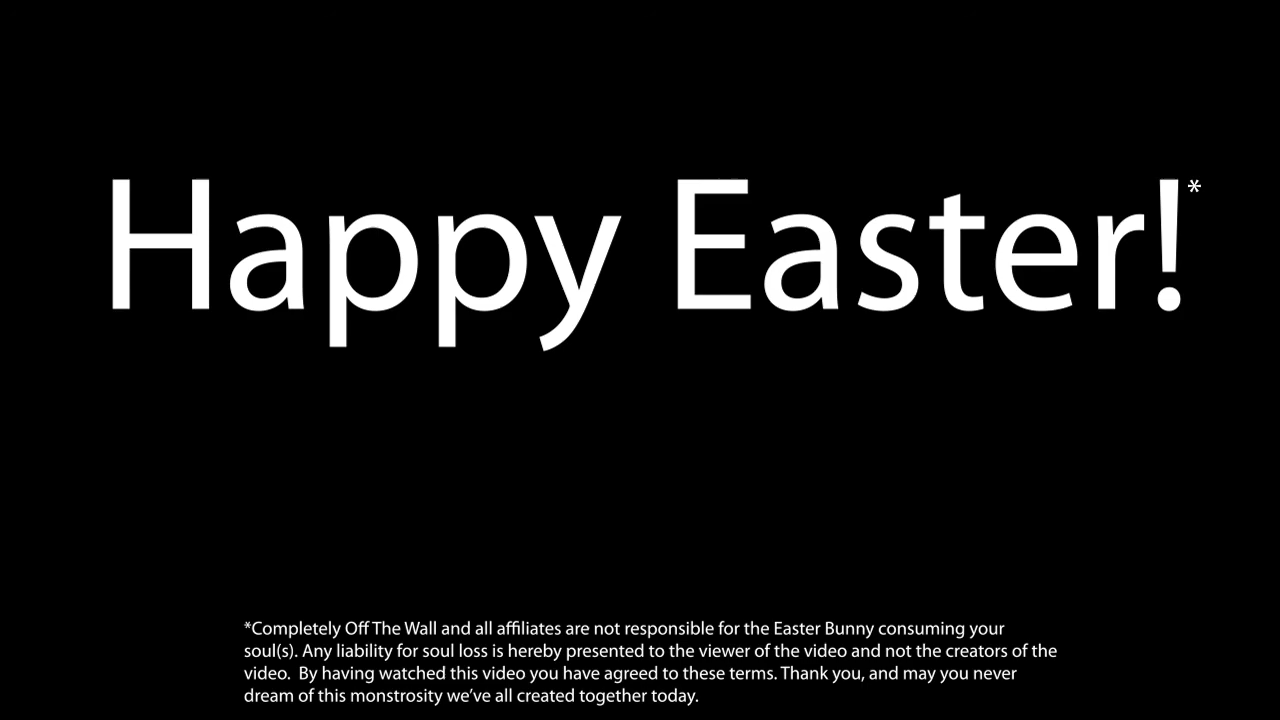 Happy Easter!*
*Completely Off The Wall and all affiliates are not responsible for the Easter Bunny consuming your
soul(s). Any liability for soul loss is hereby presented to the viewer of the video and not the creators of the
video.  By having watched this video you have agreed to these terms. Thank you, and may you never
dream of this monstrosity we’ve all created together today.